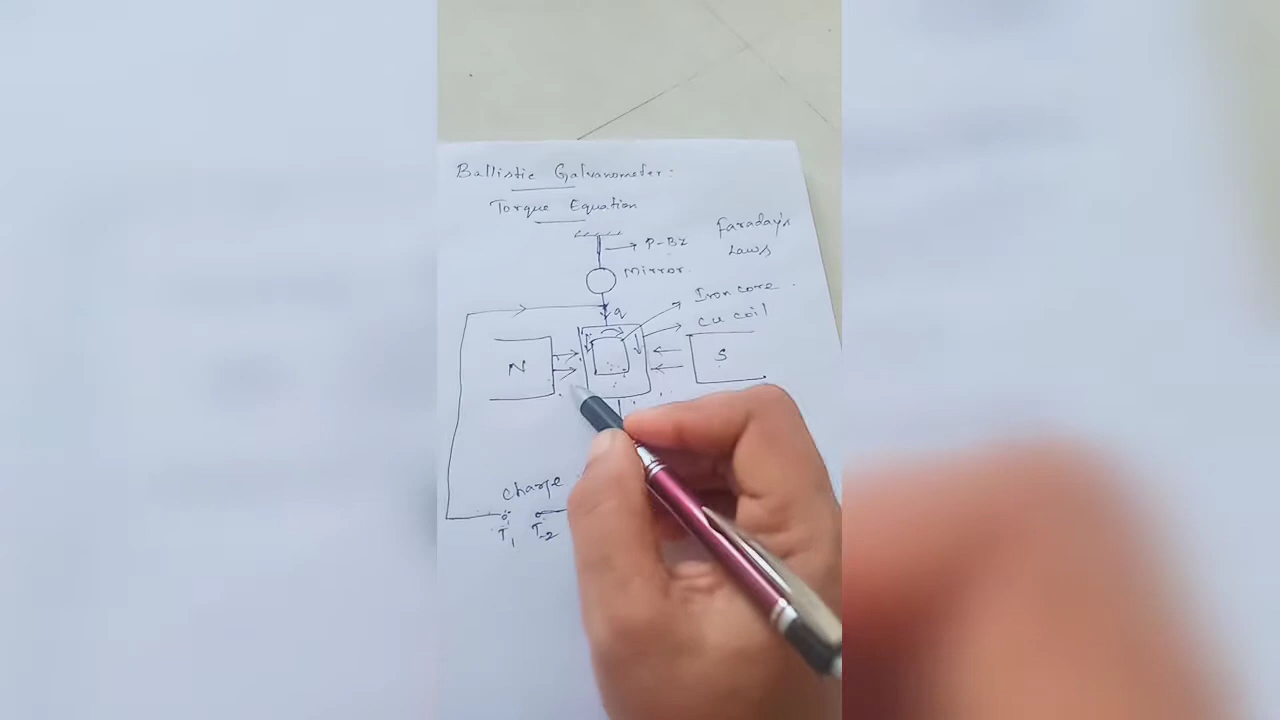 Ballistic Galvanometer:
Torque Equation
Faraday's
Laws
P-Bz
Mirror
Iron core
q
cu coil
N
S
charge
T1 T2